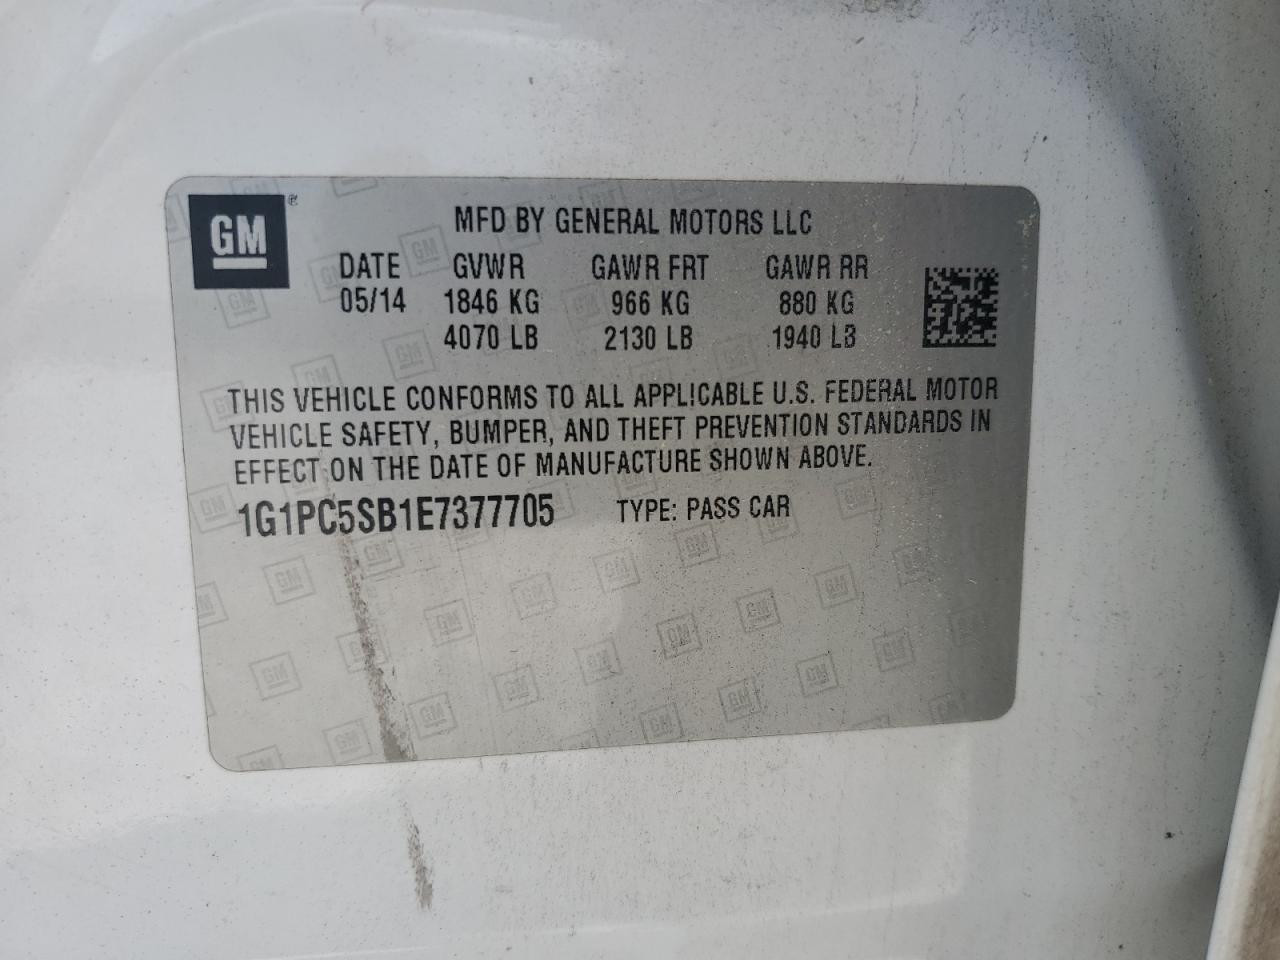 GM®
MFD BY GENERAL MOTORS LLC
DATE GVWR GAWR FRT GAWR RR
05/14 1846 KG 966 KG 880 KG
4070 LB 2130 LB 1940 LB
THIS VEHICLE CONFORMS TO ALL APPLICABLE U.S. FEDERAL MOTOR
VEHICLE SAFETY, BUMPER, AND THEFT PREVENTION STANDARDS IN
EFFECT ON THE DATE OF MANUFACTURE SHOWN ABOVE.
1G1PC5SB1E7377705 TYPE: PASS CAR